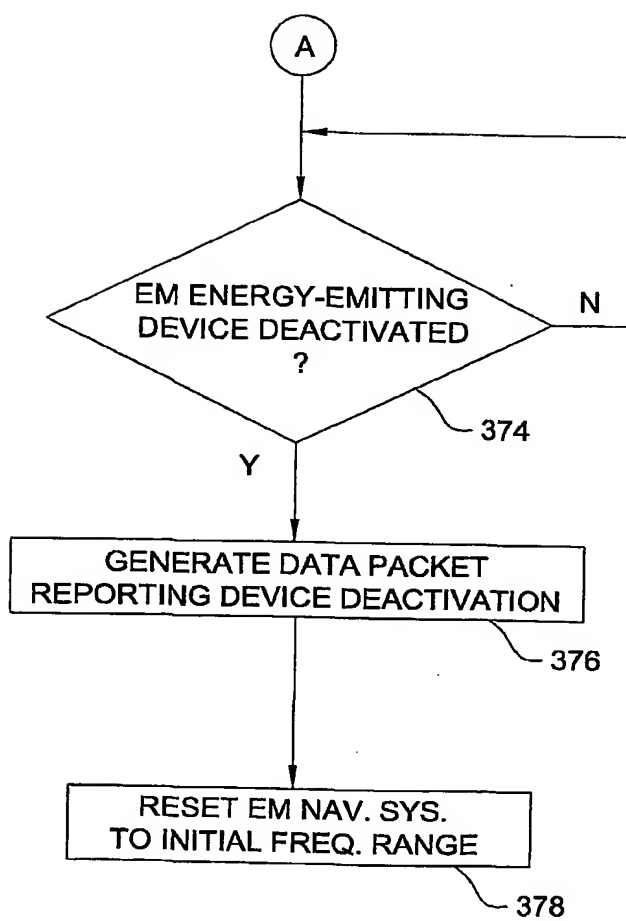 A
EM ENERGY-EMITTING
DEVICE DEACTIVATED
?
N
374
Y
GENERATE DATA PACKET
REPORTING DEVICE DEACTIVATION
376
RESET EM NAV. SYS.
TO INITIAL FREQ. RANGE
378